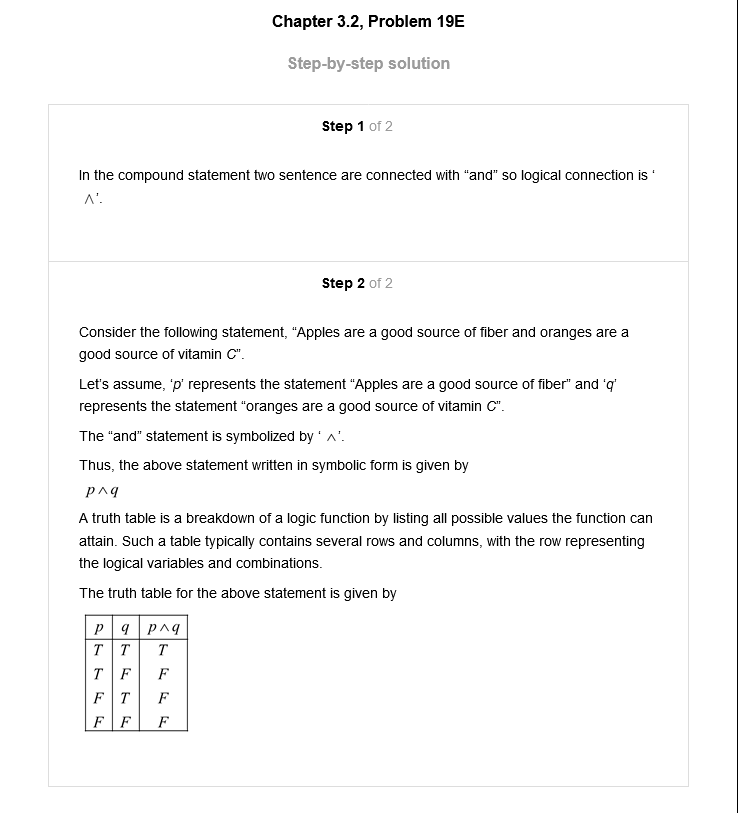 Chapter 3.2, Problem 19E
Step-by-step solution
Step 1 of 2
In the compound statement two sentence are connected with “and” so logical connection is ‘
∧’.
Step 2 of 2
Consider the following statement, “Apples are a good source of fiber and oranges are a
good source of vitamin C”.
Let’s assume, ‘p’ represents the statement “Apples are a good source of fiber” and ‘q’
represents the statement “oranges are a good source of vitamin C”.
The “and” statement is symbolized by ‘ ∧’.
Thus, the above statement written in symbolic form is given by
p∧q
A truth table is a breakdown of a logic function by listing all possible values the function can
attain. Such a table typically contains several rows and columns, with the row representing
the logical variables and combinations.
The truth table for the above statement is given by
p q p∧q
T T T
T F F
F T F
F F F